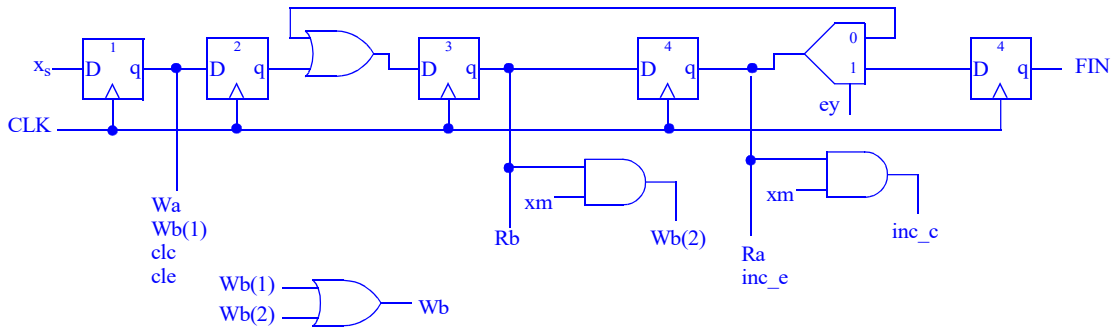 1
2
3
4
4
0
1
x_s
D q
D q
D q
D q
D q
FIN
ey
CLK
xm
Rb
Wb(2)
xm
inc_c
Wa
Wb(1)
clc
cle
Ra
inc_e
Wb(1)
Wb(2)
Wb